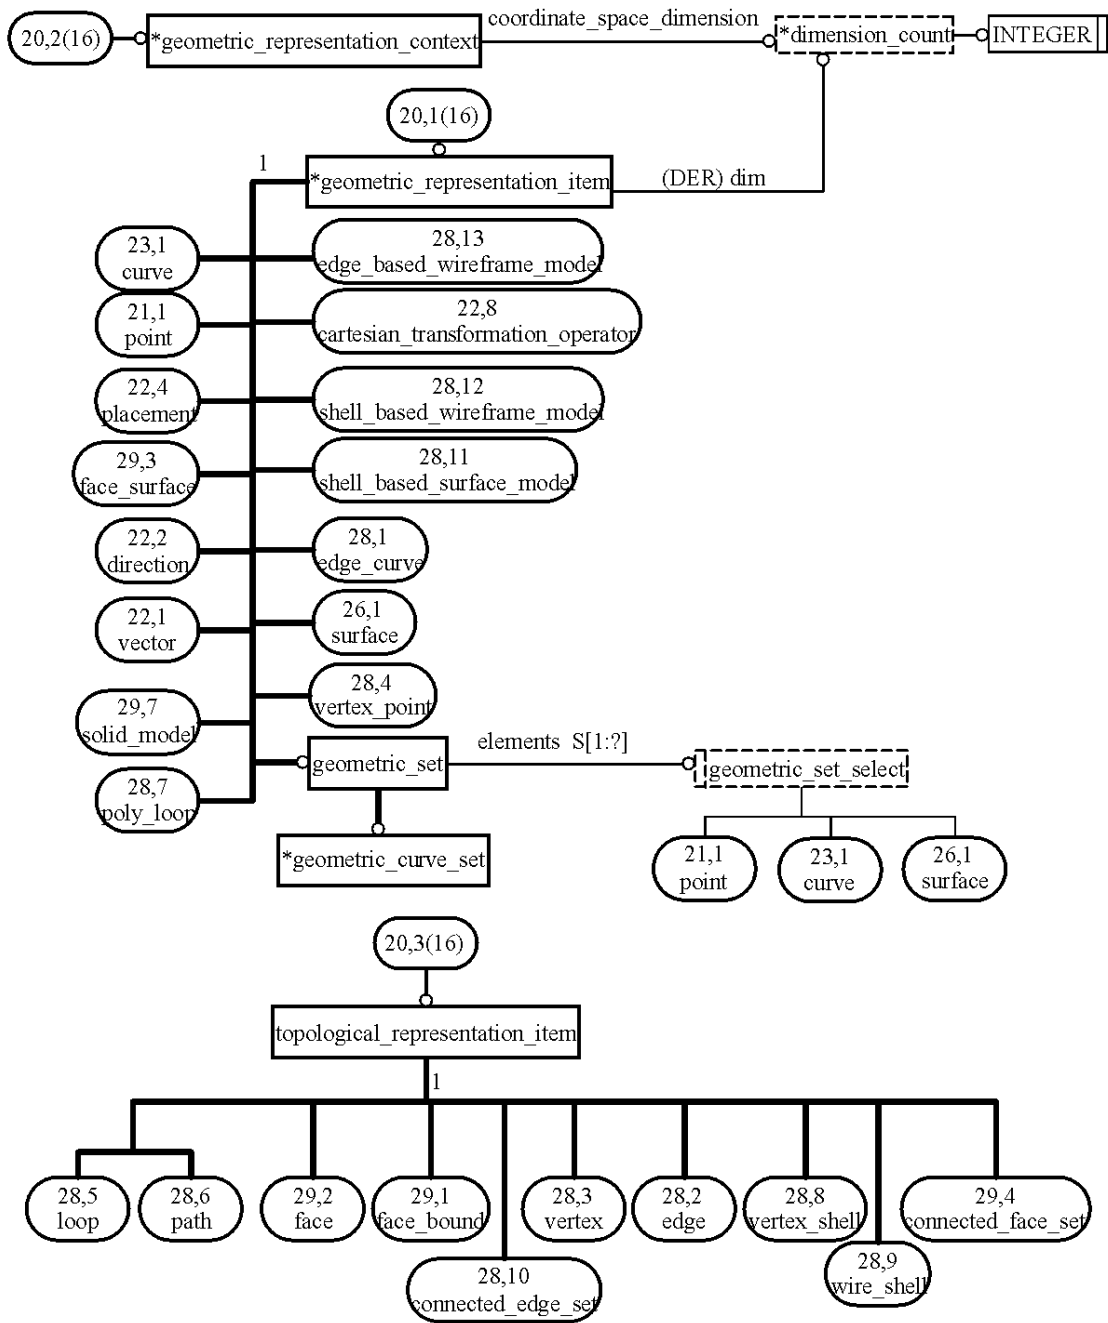 20,2(16)
*geometric_representation_context
coordinate_space_dimension
*dimension_count
INTEGER
20,1(16)
1
*geometric_representation_item
(DER) dim
23,1
curve
28,13
edge_based_wireframe_model
21,1
point
22,8
cartesian_transformation_operator
22,4
placement
28,12
shell_based_wireframe_model
29,3
face_surface
28,11
shell_based_surface_model
22,2
direction
28,1
edge_curve
22,1
vector
26,1
surface
29,7
solid_model
28,4
vertex_point
28,7
poly_loop
geometric_set
elements S[1:?]
geometric_set_select
*geometric_curve_set
21,1
point
23,1
curve
26,1
surface
20,3(16)
topological_representation_item
1
28,5
loop
28,6
path
29,2
face
29,1
face_bound
28,3
vertex
28,2
edge
28,8
vertex_shell
29,4
connected_face_set
28,10
connected_edge_set
28,9
wire_shell